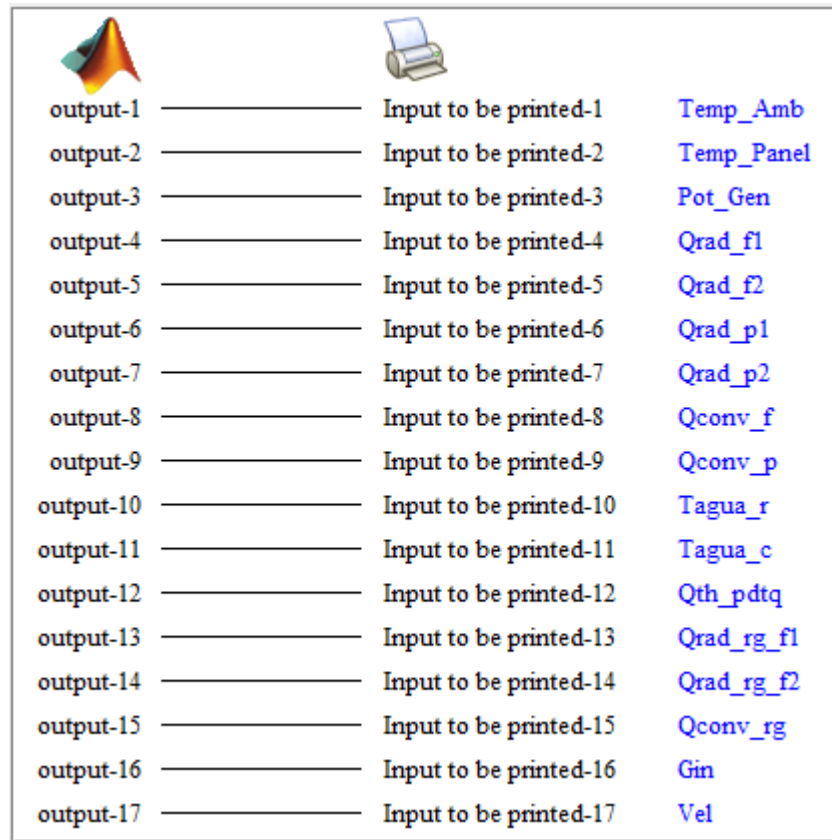 output-1 Input to be printed-1 Temp_Amb
output-2 Input to be printed-2 Temp_Panel
output-3 Input to be printed-3 Pot_Gen
output-4 Input to be printed-4 Qrad_f1
output-5 Input to be printed-5 Qrad_f2
output-6 Input to be printed-6 Qrad_p1
output-7 Input to be printed-7 Qrad_p2
output-8 Input to be printed-8 Qconv_f
output-9 Input to be printed-9 Qconv_p
output-10 Input to be printed-10 Tagua_r
output-11 Input to be printed-11 Tagua_c
output-12 Input to be printed-12 Qth_pdtq
output-13 Input to be printed-13 Qrad_rg_f1
output-14 Input to be printed-14 Qrad_rg_f2
output-15 Input to be printed-15 Qconv_rg
output-16 Input to be printed-16 Gin
output-17 Input to be printed-17 Vel